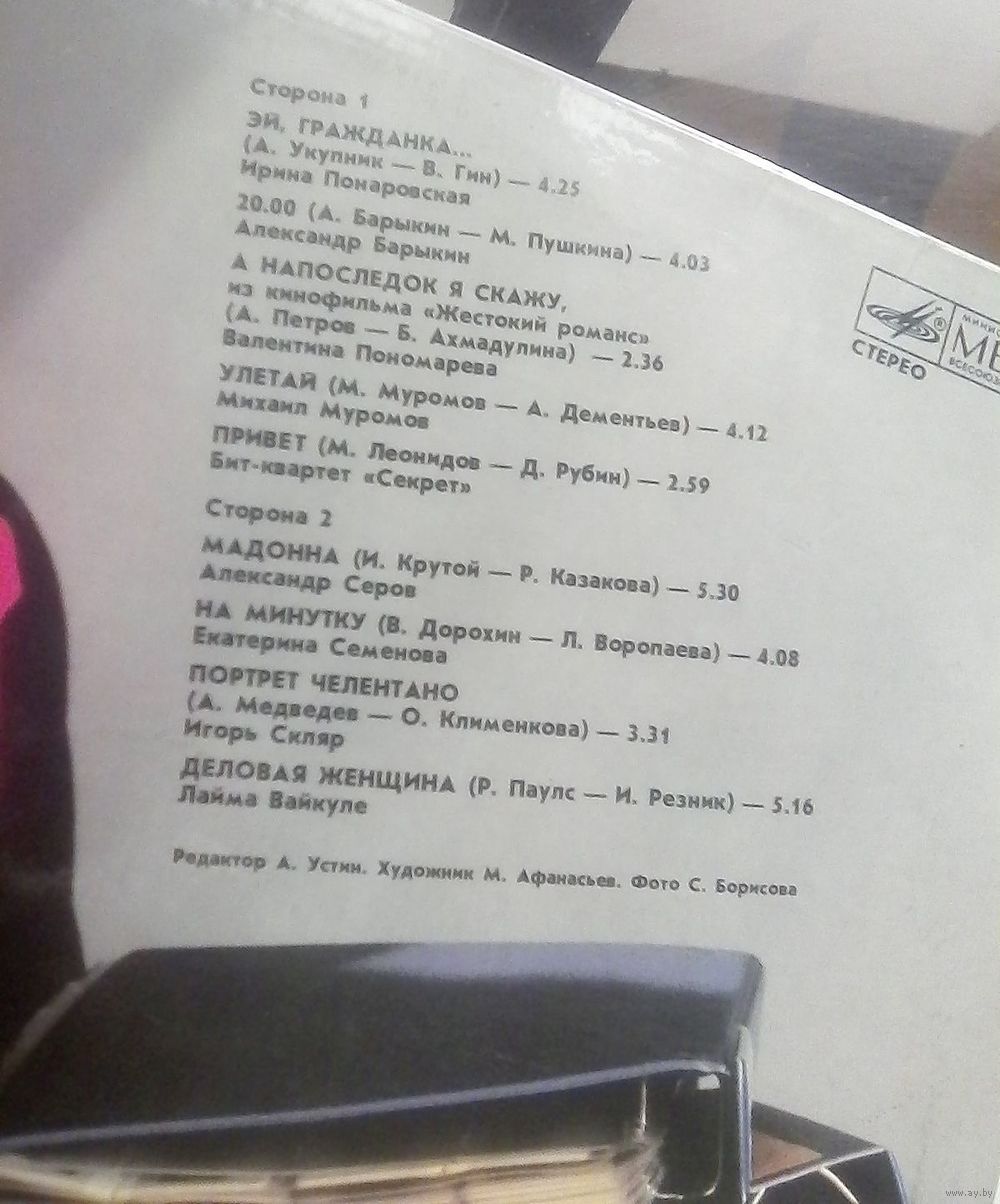 Сторона 1
ЭЙ, ГРАЖДАНКА...
(А. Укупник — В. Гин) — 4.25
Ирина Понаровская
20.00 (А. Барыкин — М. Пушкина) — 4.03
Александр Барыкин
А НАПОСЛЕДОК Я СКАЖУ,
из кинофильма «Жестокий романс»
(А. Петров — Б. Ахмадулина) — 2.36
Валентина Пономарева
УЛЕТАЙ (М. Муромов — А. Дементьев) — 4.12
Михаил Муромов
ПРИВЕТ (М. Леонидов — Д. Рубин) — 2.59
Бит-квартет «Секрет»
Сторона 2
МАДОННА (И. Крутой — Р. Казакова) — 5.30
Александр Серов
НА МИНУТКУ (В. Дорохин — Л. Воропаева) — 4.08
Екатерина Семенова
ПОРТРЕТ ЧЕЛЕНТАНО
(А. Медведев — О. Клименкова) — 3.31
Игорь Скляр
ДЕЛОВАЯ ЖЕНЩИНА (Р. Паулс — И. Резник) — 5.16
Лайма Вайкуле
Редактор А. Устин. Художник М. Афанасьев. Фото С. Борисова
СТЕРЕО
www.ay.by